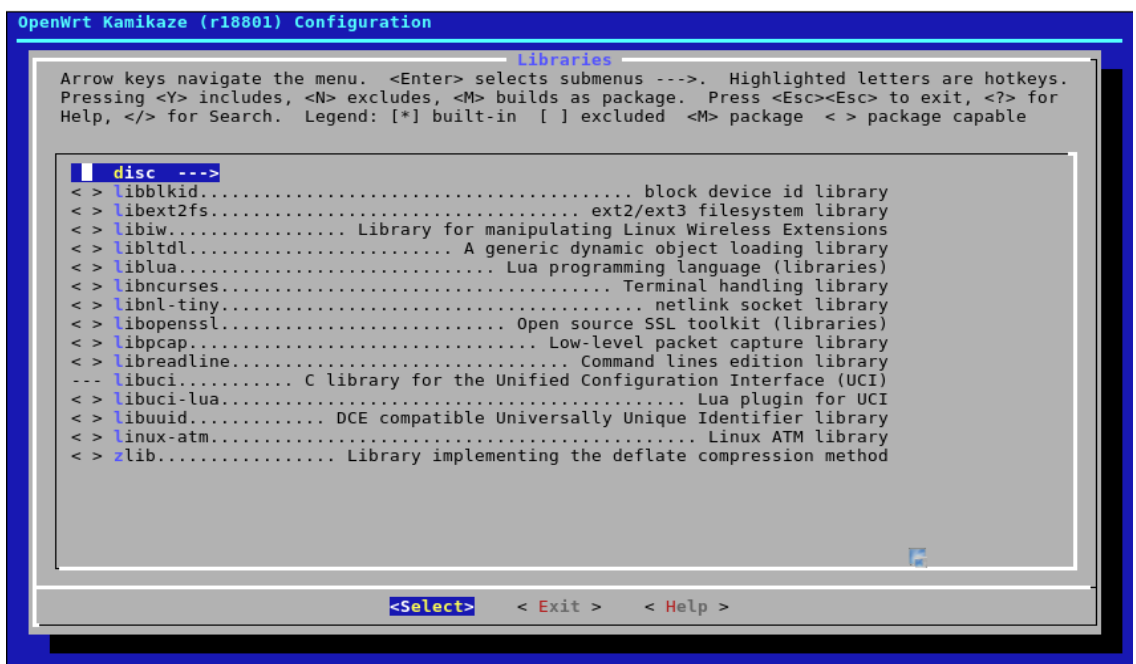 OpenWrt Kamikaze (r18801) Configuration
Libraries
Arrow keys navigate the menu.  <Enter> selects submenus --->.  Highlighted letters are hotkeys.
Pressing <Y> includes, <N> excludes, <M> builds as package.  Press <Esc><Esc> to exit, <?> for
Help, </> for Search.  Legend: [*] built-in  [ ] excluded  <M> package  < > package capable
disc  --->
< > libblkid......................................... block device id library
< > libext2fs................................... ext2/ext3 filesystem library
< > libiw................. Library for manipulating Linux Wireless Extensions
< > libltdl......................... A generic dynamic object loading library
< > liblua.............................. Lua programming language (libraries)
< > libncurses..................................... Terminal handling library
< > libnl-tiny........................................ netlink socket library
< > libopenssl........................... Open source SSL toolkit (libraries)
< > libpcap................................. Low-level packet capture library
< > libreadline................................ Command lines edition library
--- libuci........... C library for the Unified Configuration Interface (UCI)
< > libuci-lua............................................ Lua plugin for UCI
< > libuuid............. DCE compatible Universally Unique Identifier library
< > linux-atm.............................................. Linux ATM library
< > zlib................. Library implementing the deflate compression method
<Select>    < Exit >    < Help >